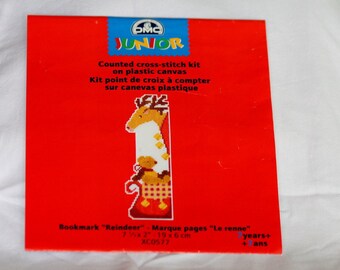 DMC
JUNIOR
Counted cross-stitch kit
on plastic canvas
Kit point de croix à compter
sur canevas plastique
Bookmark "Reindeer" - Marque pages "Le renne"
years+
ans